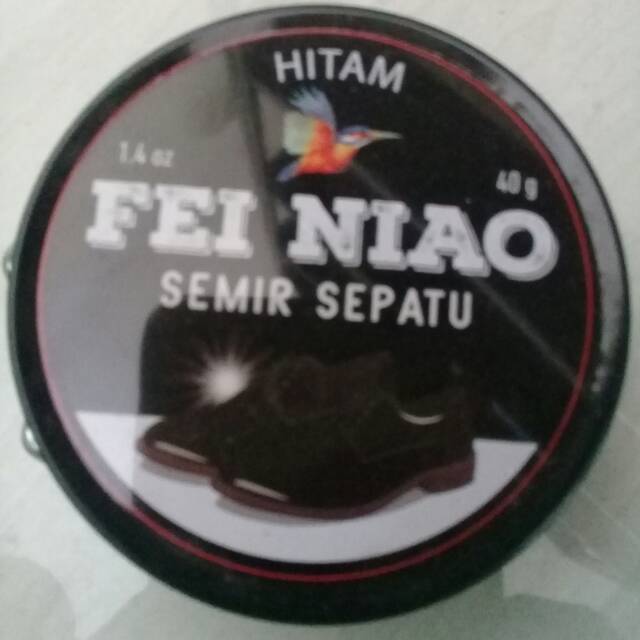 HITAM
1.4 oz
40 g
FEI NIAO
SEMIR SEPATU